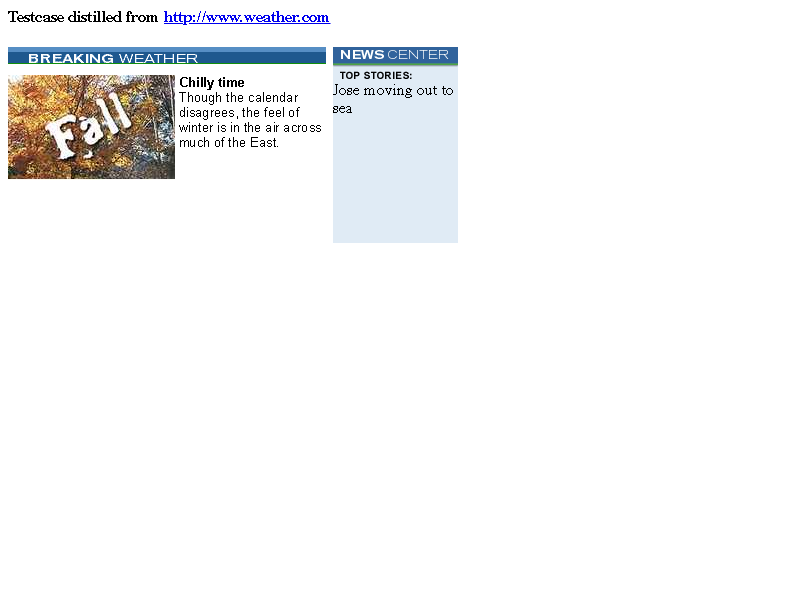 Testcase distilled from http://www.weather.com
BREAKING WEATHER
Fall
Chilly time
Though the calendar
disagrees, the feel of
winter is in the air across
much of the East.
NEWS CENTER
TOP STORIES:
Jose moving out to
sea